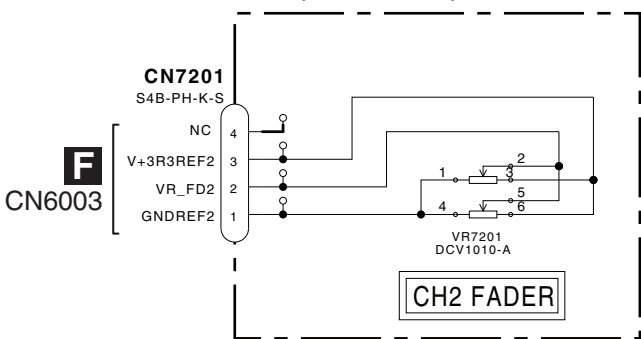 CN7201
S4B-PH-K-S
NC 4
V+3R3REF2 3
VR_FD2 2
GNDREF2 1
F
CN6003
2
1 3
5
4 6
VR7201
DCV1010-A
CH2 FADER